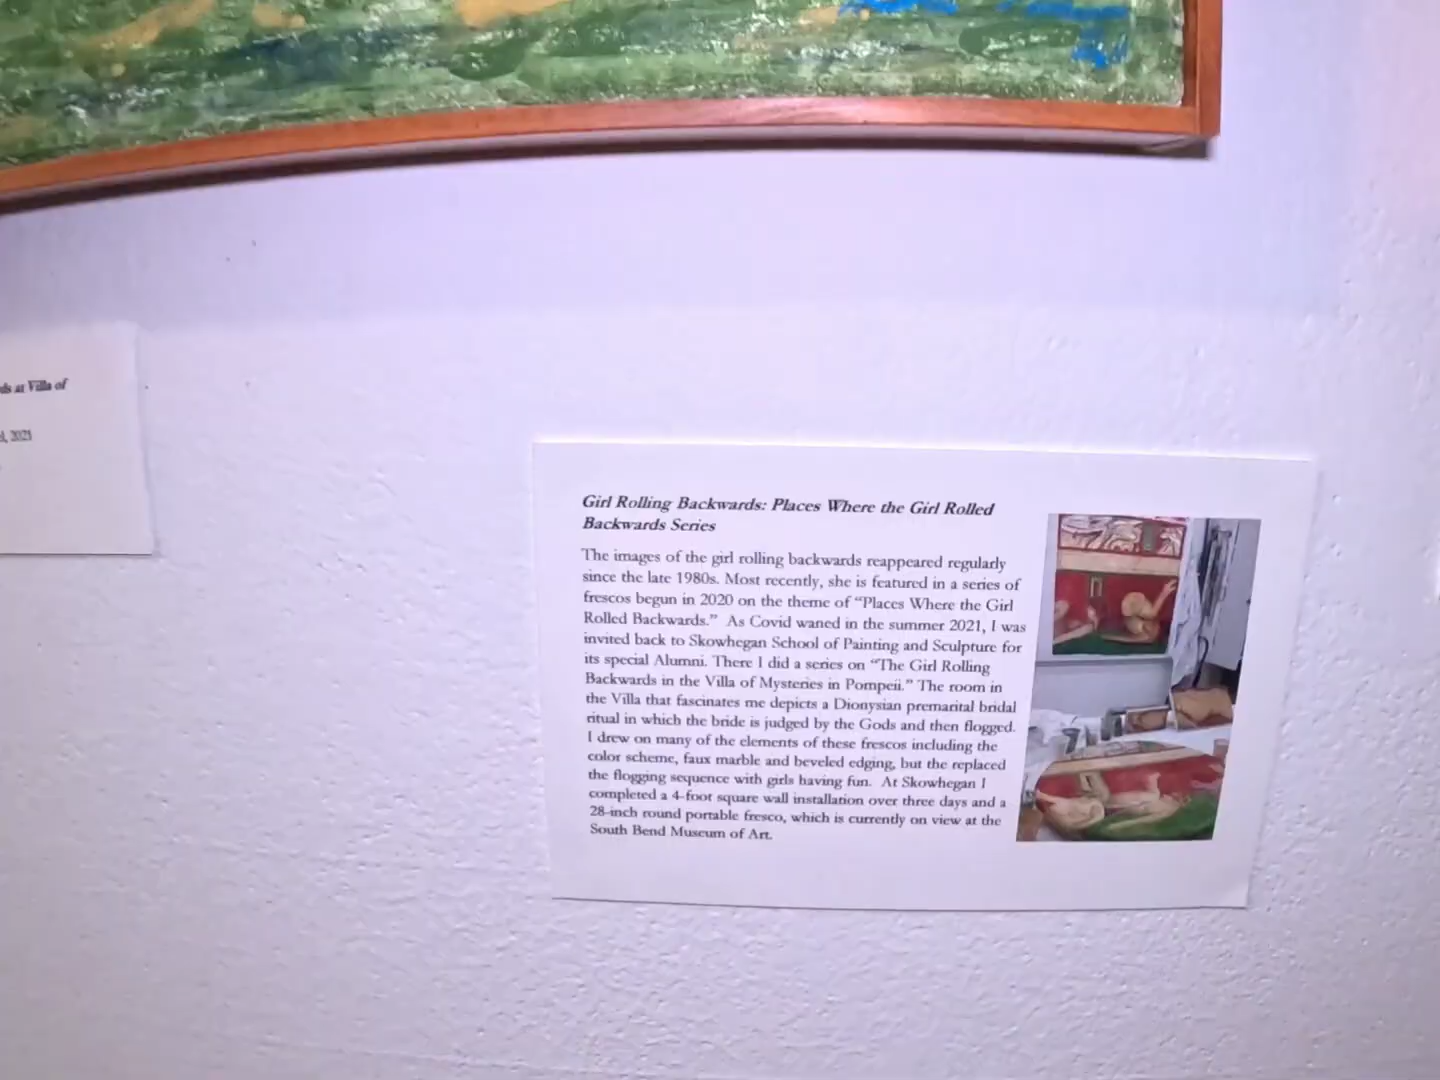 ds at Villa of
d, 2021
Girl Rolling Backwards: Places Where the Girl Rolled
Backwards Series
The images of the girl rolling backwards reappeared regularly
since the late 1980s. Most recently, she is featured in a series of
frescos begun in 2020 on the theme of “Places Where the Girl
Rolled Backwards.” As Covid waned in the summer 2021, I was
invited back to Skowhegan School of Painting and Sculpture for
its special Alumni. There I did a series on “The Girl Rolling
Backwards in the Villa of Mysteries in Pompeii.” The room in
the Villa that fascinates me depicts a Dionysian premarital bridal
ritual in which the bride is judged by the Gods and then flogged.
I drew on many of the elements of these frescos including the
color scheme, faux marble and beveled edging, but the replaced
the flogging sequence with girls having fun. At Skowhegan I
completed a 4-foot square wall installation over three days and a
28-inch round portable fresco, which is currently on view at the
South Bend Museum of Art.